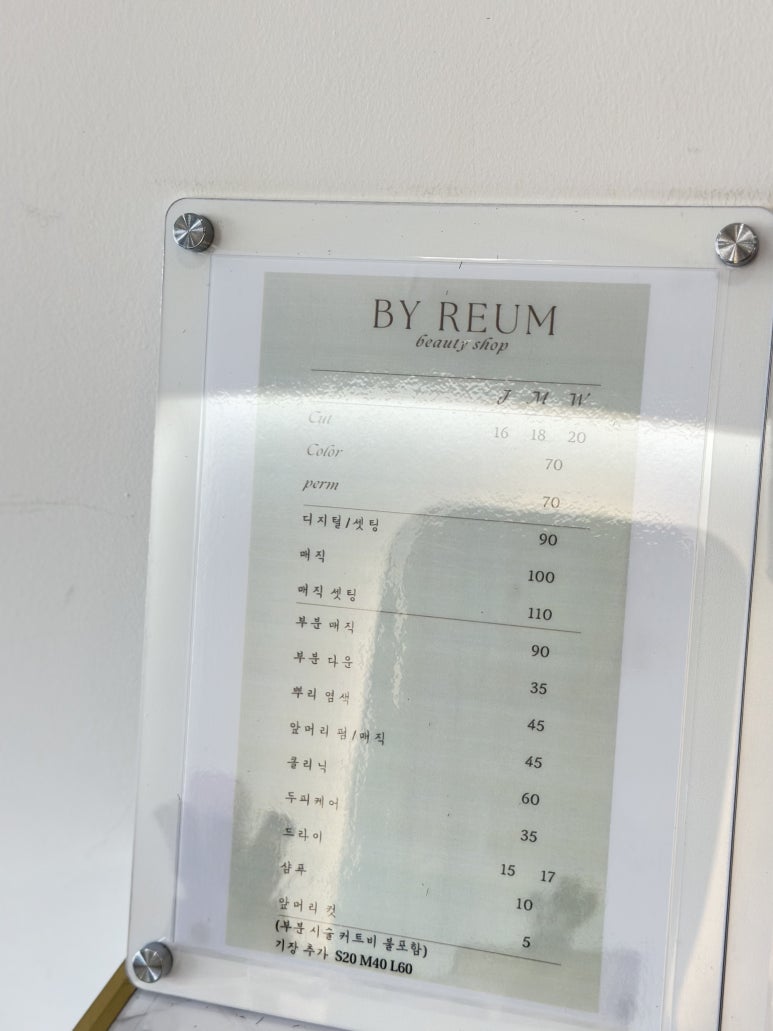 BY REUM
beauty shop
J M W
Cut 16 18 20
Color 70
perm 70
디지털/셋팅 90
매직 100
매직 셋팅 110
부분 매직 90
부분 다운 35
뿌리 염색 45
앞머리 펌/매직 45
클리닉 60
두피케어 35
드라이 15 17
샴푸 10
앞머리 컷 5
(부분 시술 커트비 불포함)
기장 추가 S20 M40 L60